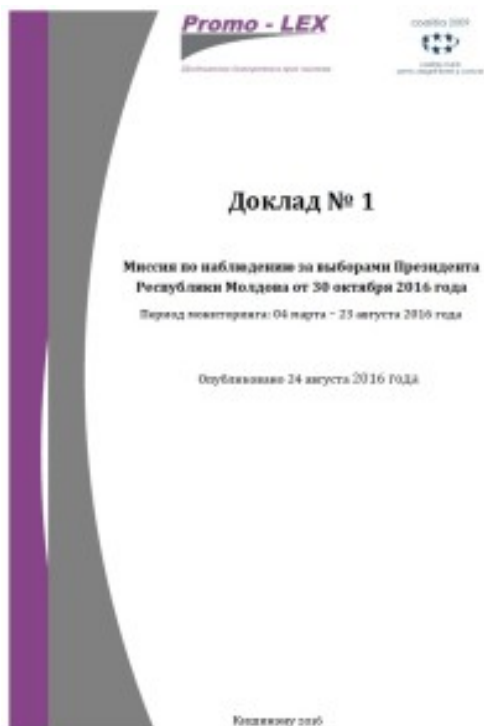 Promo - LEX
Доклад № 1
Миссия по наблюдению за выборами Президента
Республики Молдова от 30 октября 2016 года
Период мониторинга: 04 марта – 23 августа 2016 года
Опубликовано 24 августа 2016 года
2016